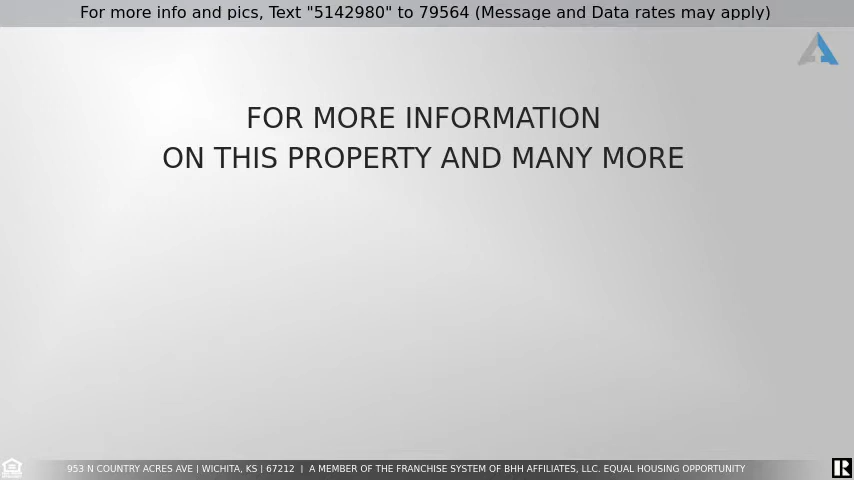 For more info and pics, Text "5142980" to 79564 (Message and Data rates may apply)
FOR MORE INFORMATION
ON THIS PROPERTY AND MANY MORE
953 N COUNTRY ACRES AVE | WICHITA, KS | 67212 | A MEMBER OF THE FRANCHISE SYSTEM OF BHH AFFILIATES, LLC. EQUAL HOUSING OPPORTUNITY